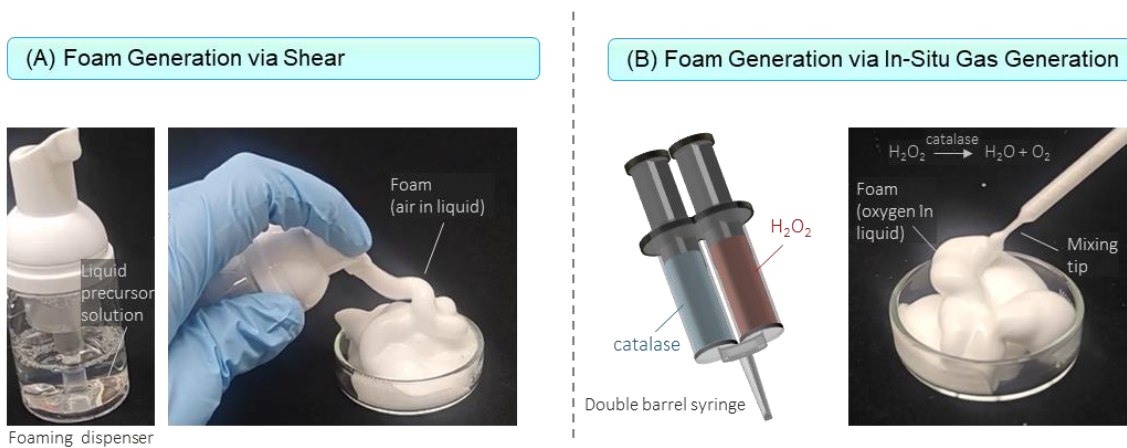 (A) Foam Generation via Shear
Liquid
precursor
solution
Foaming dispenser
Foam
(air in liquid)
(B) Foam Generation via In-Situ Gas Generation
H₂O₂
catalase
Double barrel syringe
catalase
H₂O₂ → H₂O + O₂
Foam
(oxygen in
liquid)
Mixing
tip